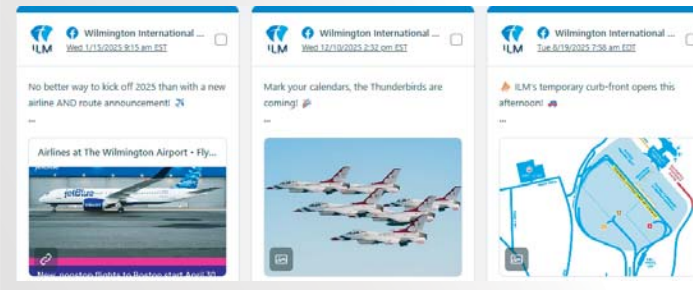 ILM
Wilmington International ...
Wed 1/15/2025 9:15 am EST
No better way to kick off 2025 than with a new
airline AND route announcement! ✈️
...
Airlines at The Wilmington Airport • Fly...
jetBlue
New, nonstop flights to Boston start April 30
ILM
Wilmington International ...
Wed 12/10/2025 2:32 pm EST
Mark your calendars, the Thunderbirds are
coming! 🎉
...
ILM
Wilmington International ...
Tue 8/19/2025 7:58 am EDT
ILM's temporary curb-front opens this
afternoon! 🚗
...